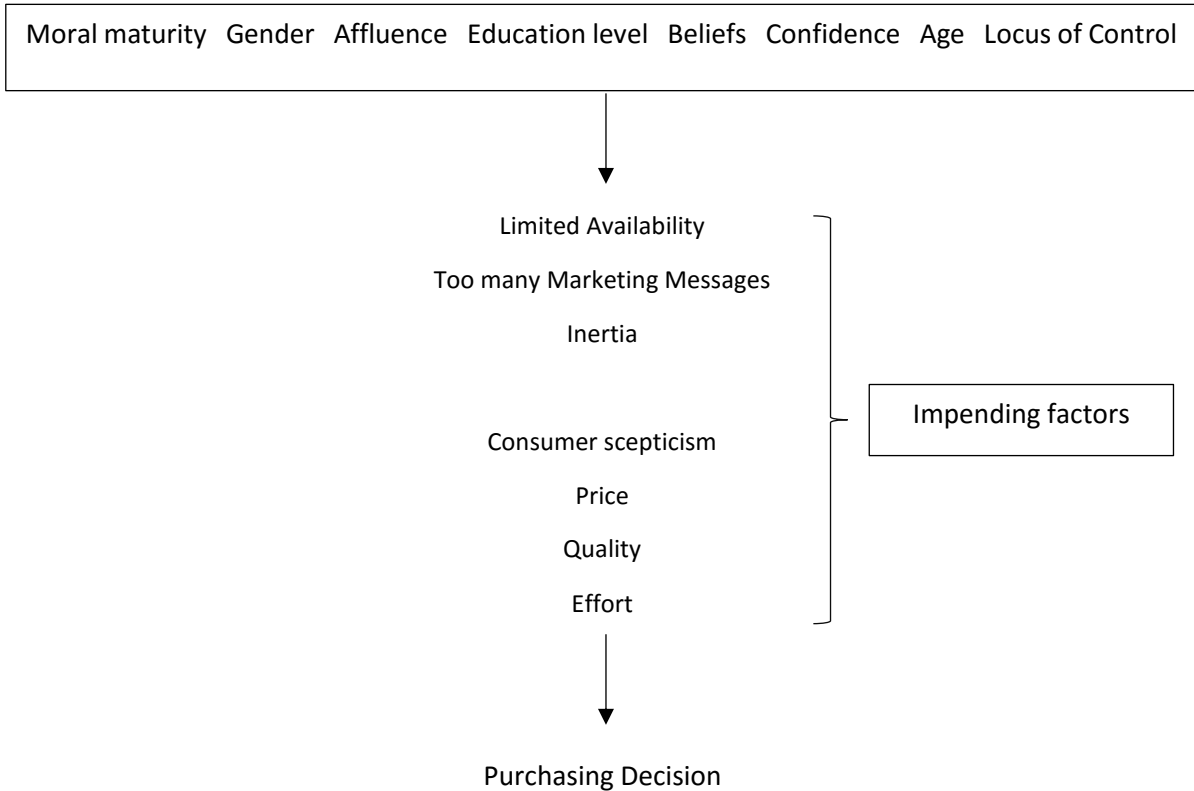 Moral maturity Gender Affluence Education level Beliefs Confidence Age Locus of Control
Limited Availability
Too many Marketing Messages
Inertia
Consumer scepticism
Price
Quality
Effort
Impending factors
Purchasing Decision